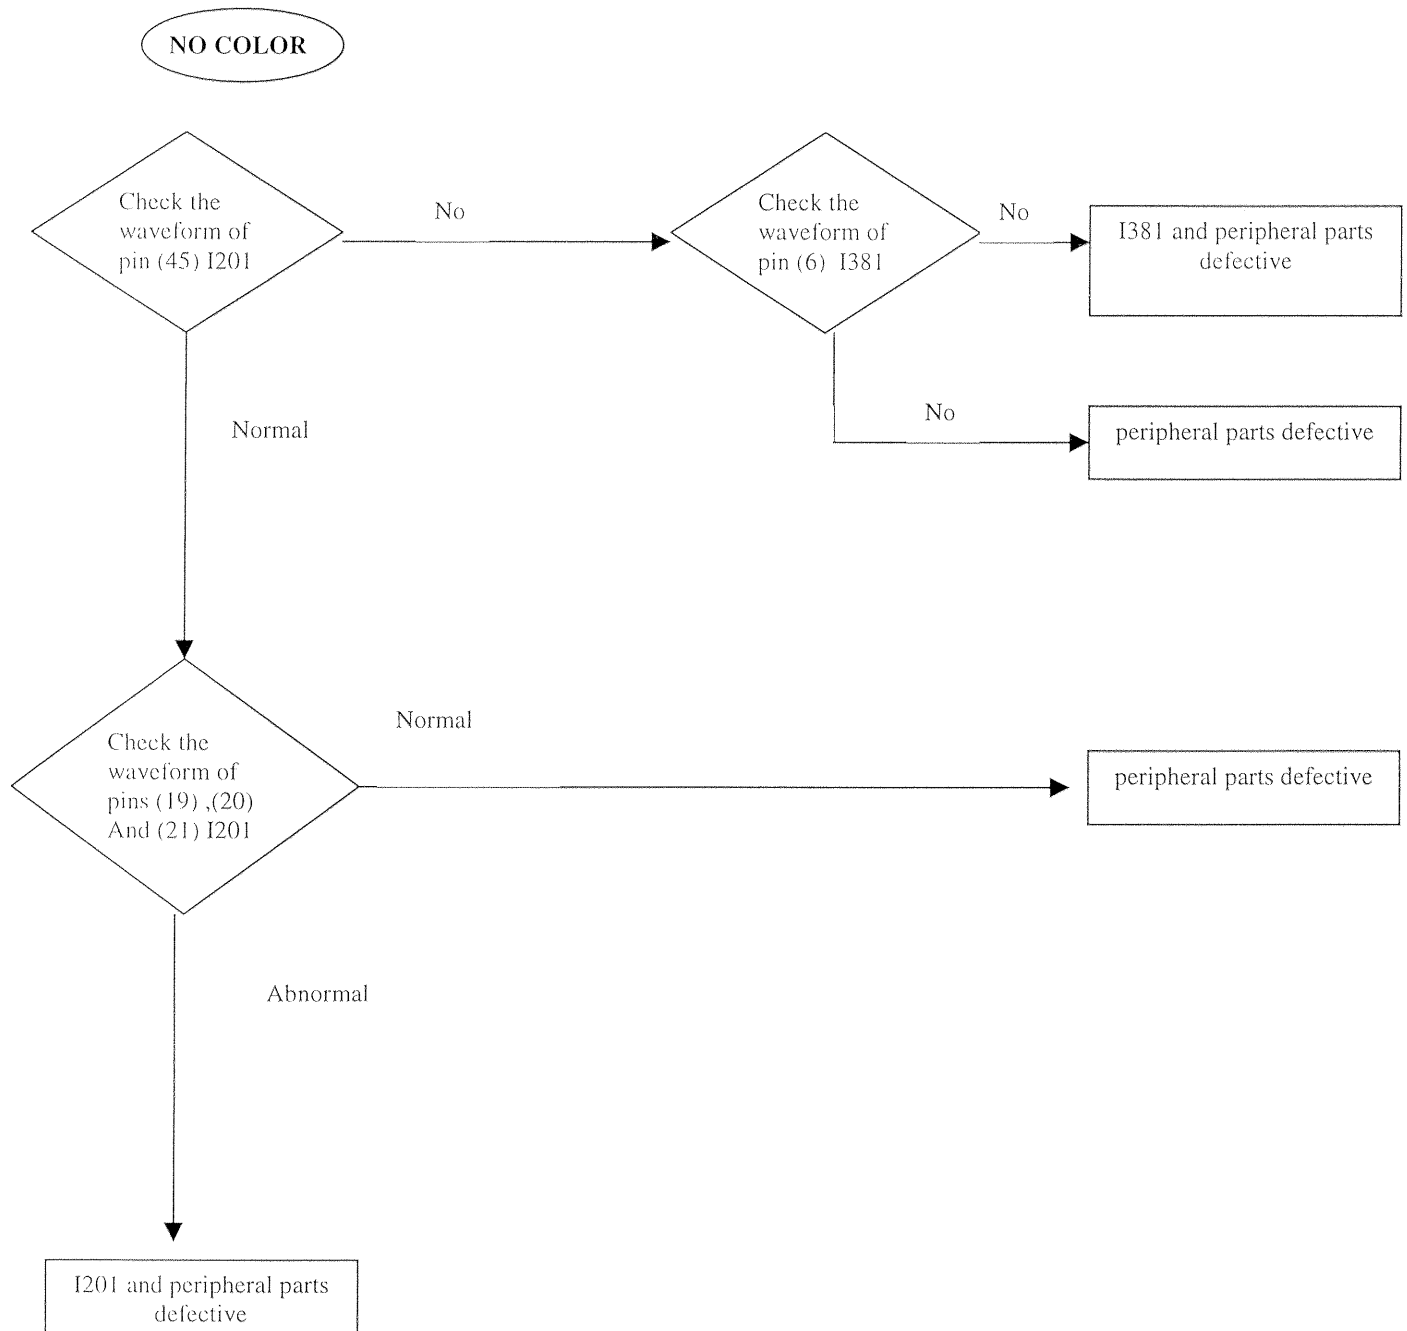 NO COLOR
Check the
waveform of
pin (45) I201
No
Check the
waveform of
pin (6) I381
No
I381 and peripheral parts
defective
Normal
No
peripheral parts defective
Check the
waveform of
pins (19) ,(20)
And (21) I201
Normal
peripheral parts defective
Abnormal
I201 and peripheral parts
defective